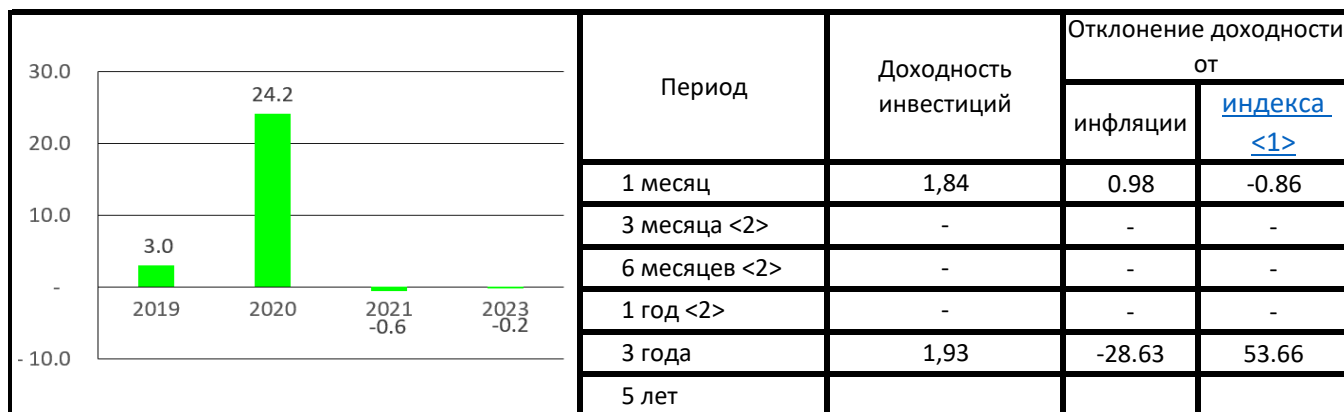 30.0
20.0
10.0
-
- 10.0
3.0
24.2
-0.6
-0.2
2019 2020 2021 2023
Период
Доходность
инвестиций
Отклонение доходности
от
инфляции
индекса
<1>
1 месяц 1,84 0.98 -0.86
3 месяца <2> - - -
6 месяцев <2> - - -
1 год <2> - - -
3 года 1,93 -28.63 53.66
5 лет